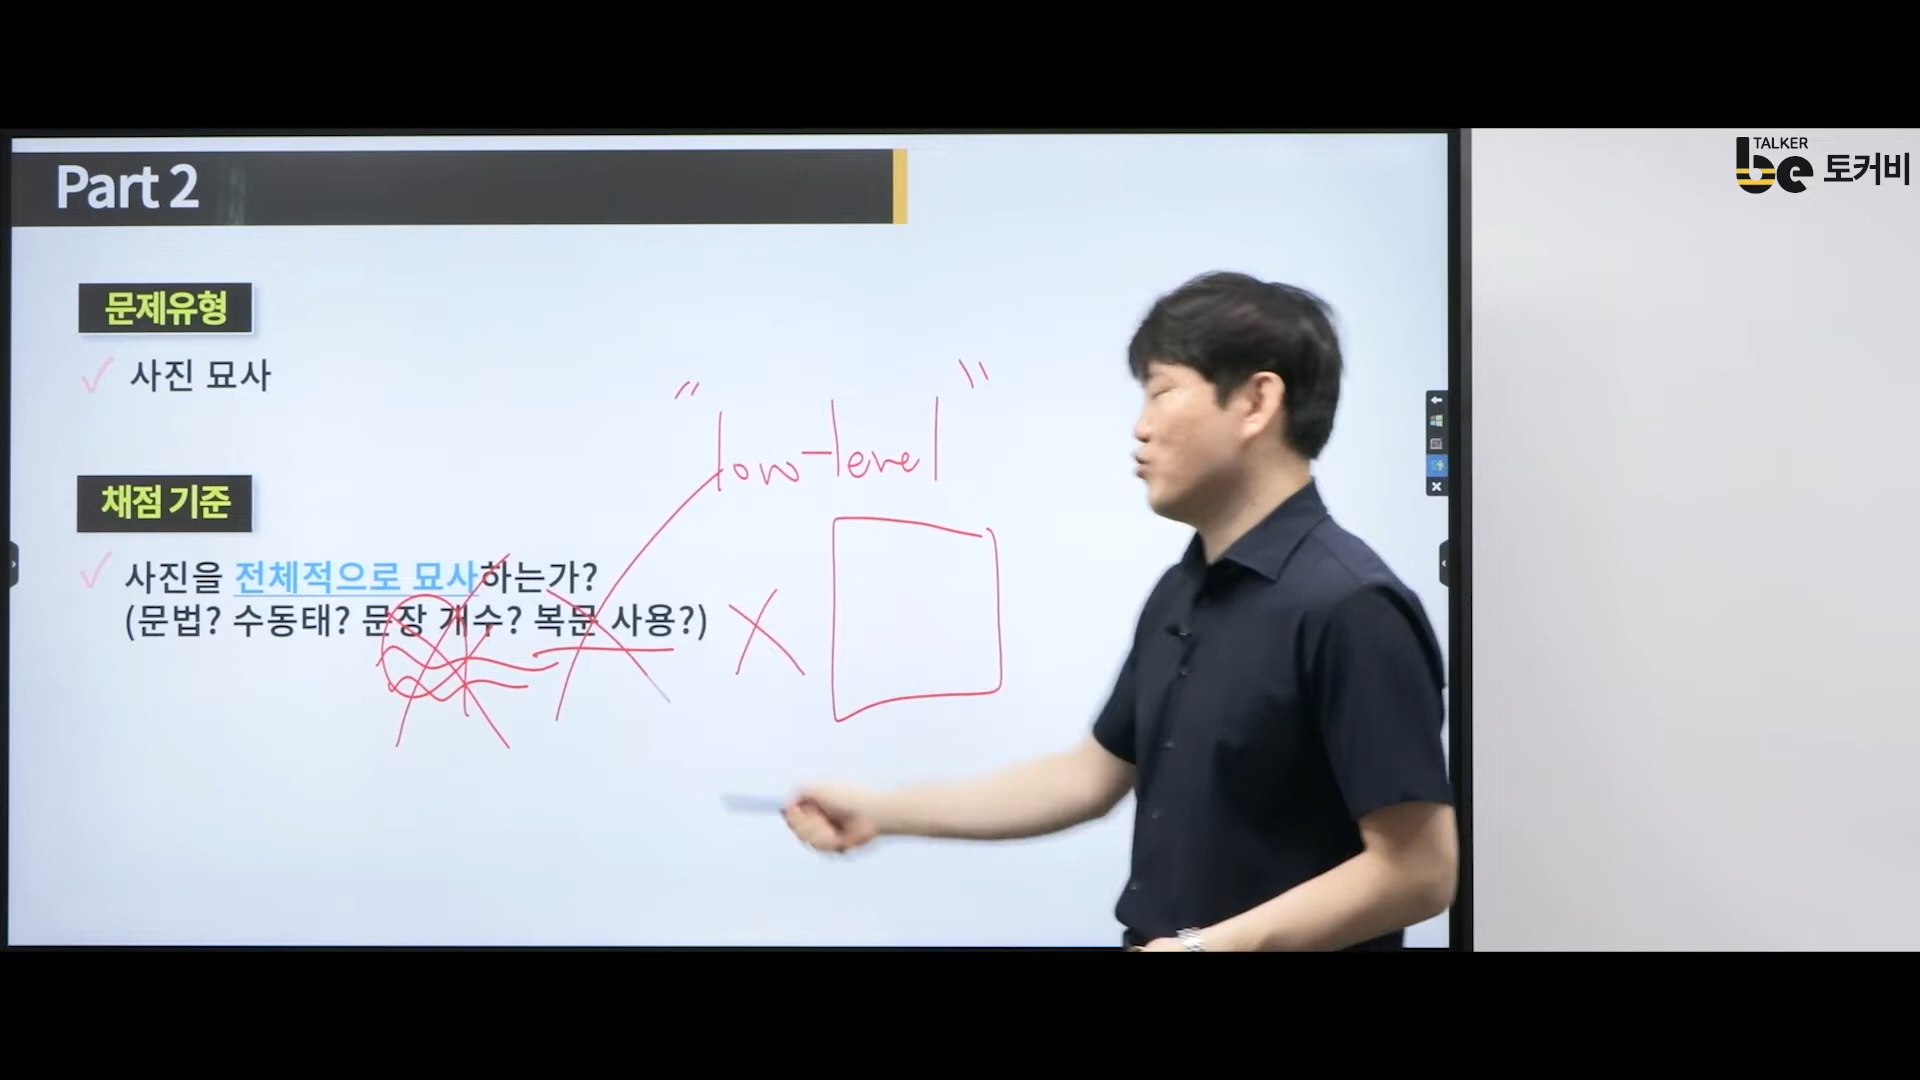 TALKER
be 토커비
Part 2
문제유형
✓ 사진 묘사
"low-level"
채점 기준
✓ 사진을 전체적으로 묘사하는가?
(문법? 수동태? 문장 개수? 복문 사용?)